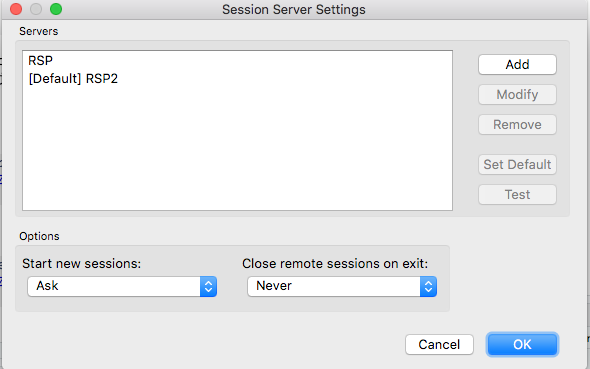 Session Server Settings
Servers
RSP
[Default] RSP2
Add
Modify
Remove
Set Default
Test
Options
Start new sessions:
Close remote sessions on exit:
Ask
Never
Cancel
OK